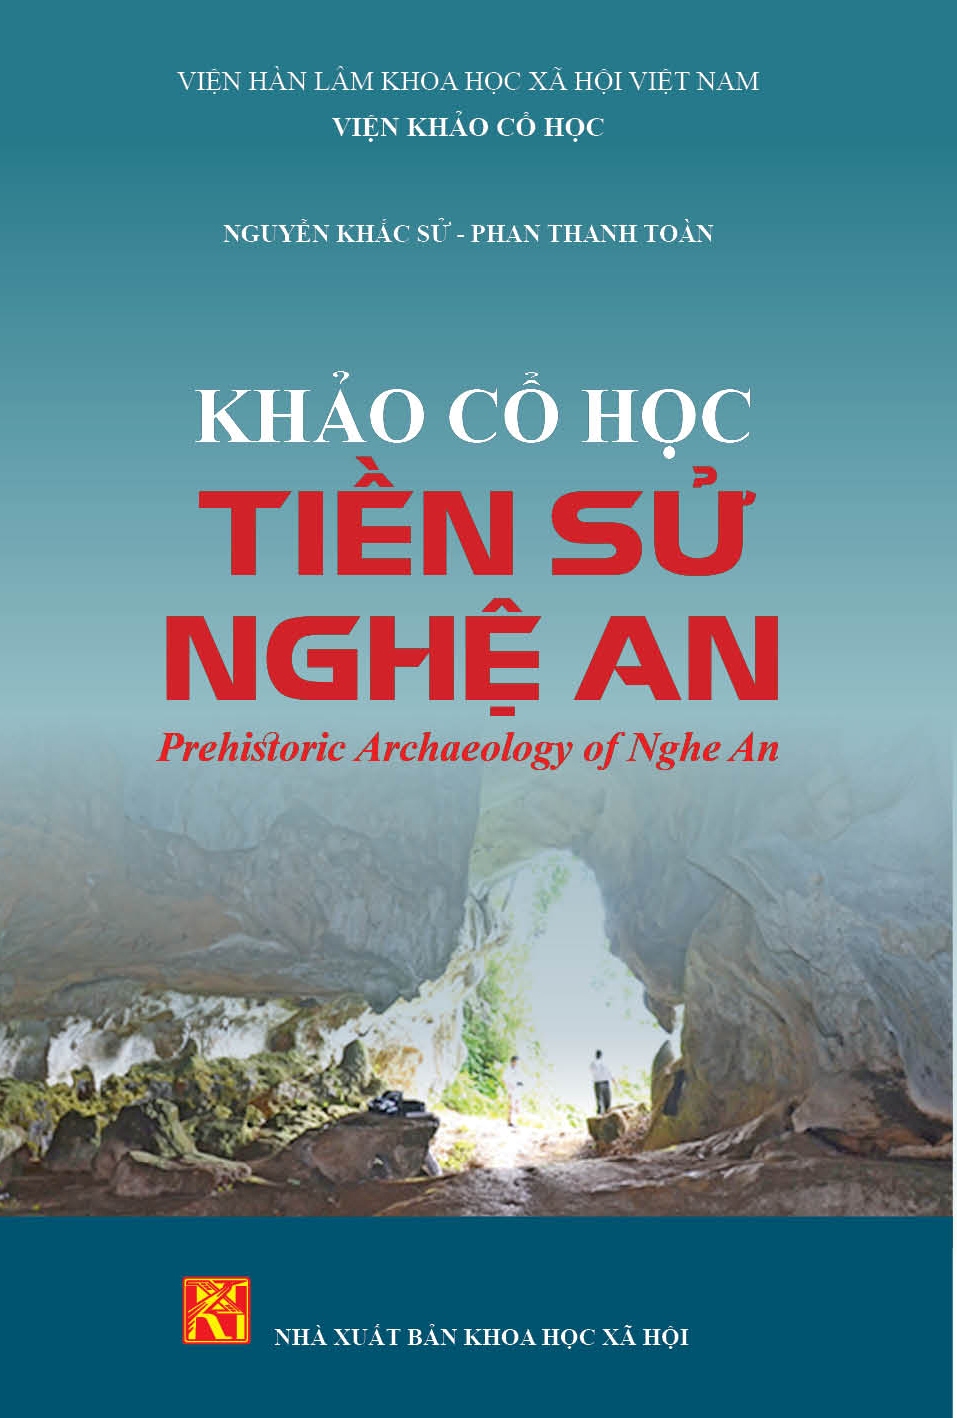 VIỆN HÀN LÂM KHOA HỌC XÃ HỘI VIỆT NAM
VIỆN KHẢO CỔ HỌC
NGUYỄN KHẮC SỬ - PHAN THANH TOÀN
KHẢO CỔ HỌC
TIỀN SỬ
NGHỆ AN
Prehistoric Archaeology of Nghe An
NHÀ XUẤT BẢN KHOA HỌC XÃ HỘI